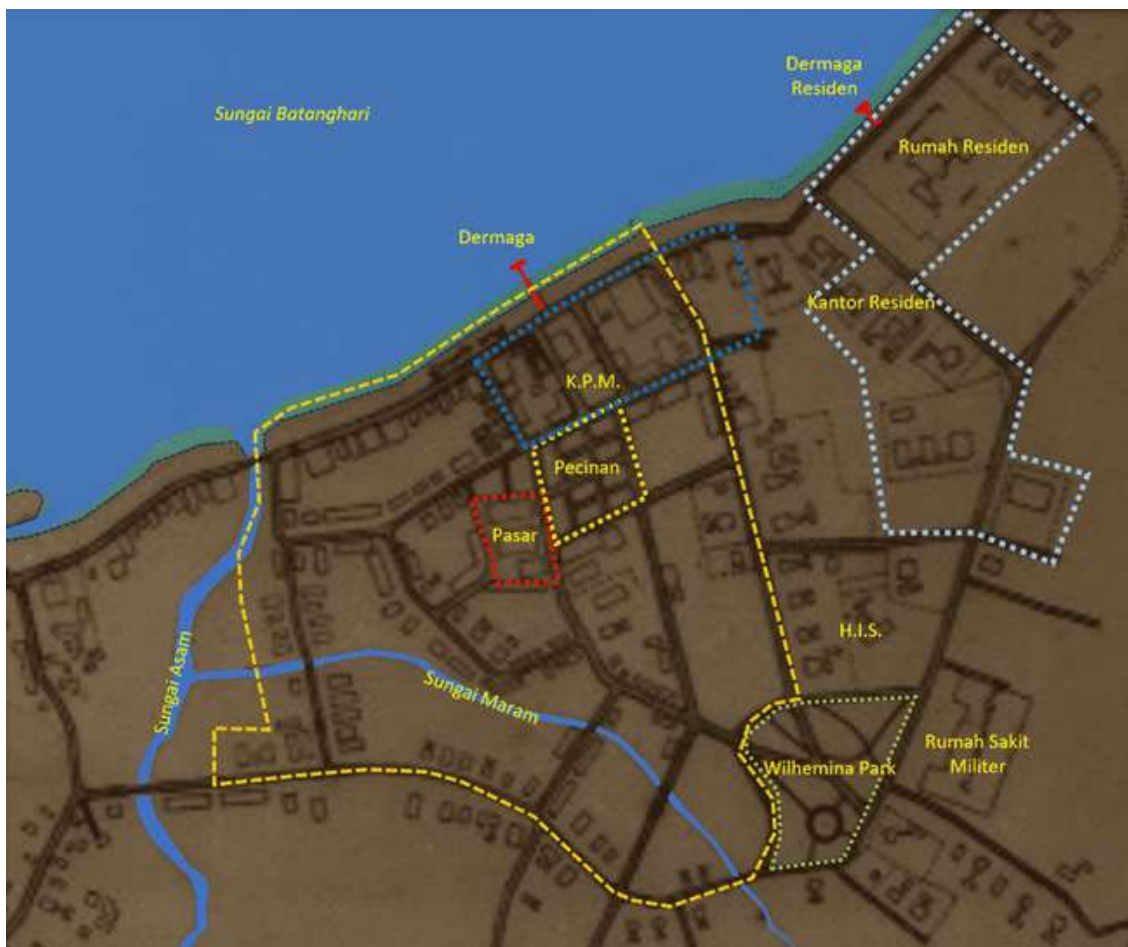 Dermaga
Residen
Sungai Batanghari
Rumah Residen
Dermaga
Kantor Residen
K.P.M.
Pecinan
Pasar
H.I.S.
Sungai Asam
Sungai Maram
Rumah Sakit
Militer
Wilhemina Park